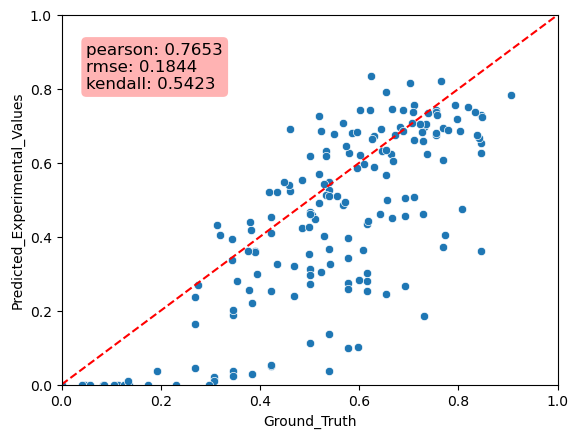 pearson: 0.7653
rmse: 0.1844
kendall: 0.5423
Predicted_Experimental_Values
1.0
0.8
0.6
0.4
0.2
0.0
0.0 0.2 0.4 0.6 0.8 1.0
Ground_Truth